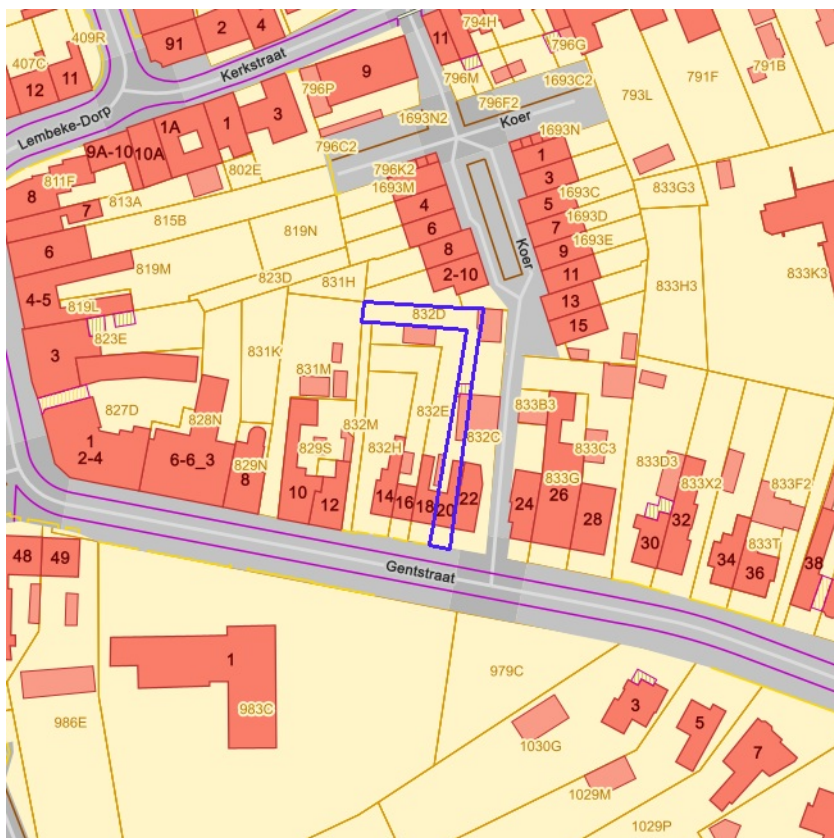 409R
91
2
4
794H
11
796G
407C
12
11
Kerkstraat
796P
9
796M
1693C2
793L
791F
791B
796F2
Lembeke-Dorp
1A
1
3
1693N2
Koer
1693N
9A-10
10A
796C2
802E
796K2
1693M
1
3
811F
8
813A
7
815B
4
5
1693C
833G3
1693D
819N
6
6
7
1693E
8
9
Koer
819M
823D
831H
2-10
11
833K3
833H3
4-5
819L
832D
13
15
823E
3
831K
831M
827D
828N
832M
832E
832C
833B3
1
2-4
829S
832H
833C3
6-6_3
829N
8
833G
833D3
833X2
833F2
10
12
14
16
18
20
22
24
26
28
32
30
34
833T
36
38
48
49
Gentstraat
1
979C
986E
983C
3
5
1030G
7
1029M
1029P